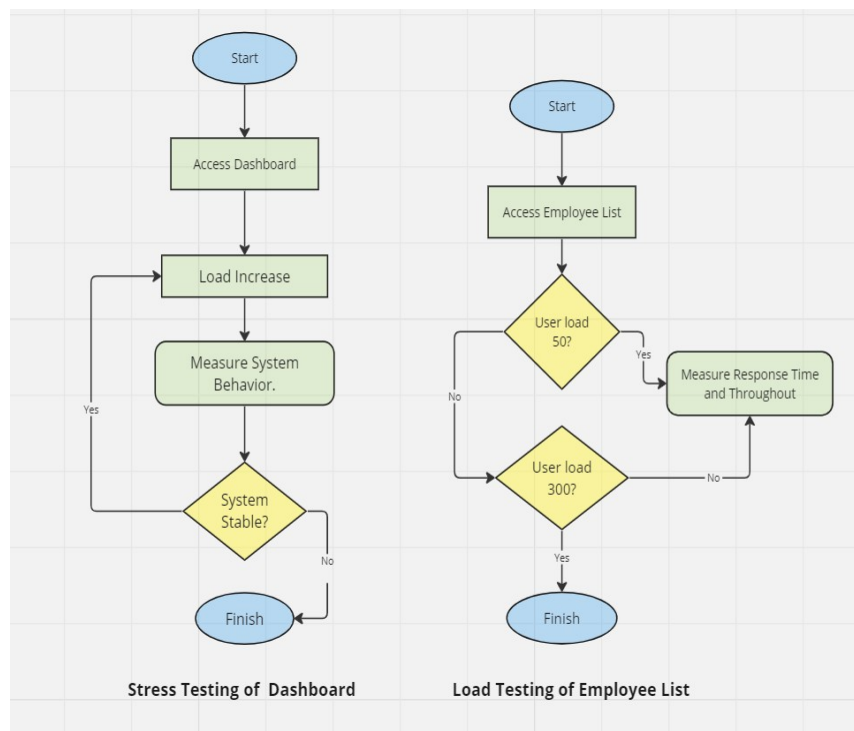 Start
Access Dashboard
Load Increase
Measure System
Behavior.
Yes
System
Stable?
No
Finish
Stress Testing of Dashboard
Start
Access Employee List
User load
50?
Yes
Measure Response Time
and Throughout
No
User load
300?
No
Yes
Finish
Load Testing of Employee List